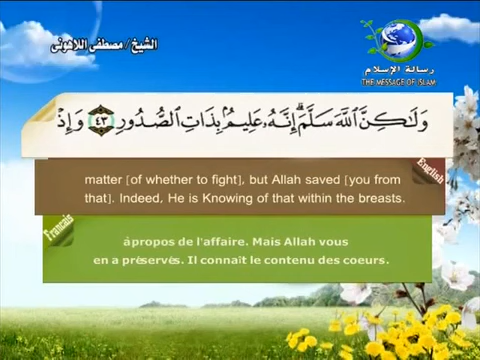 الشيخ / مصطفى اللاهونى
رسالة الإسلام
THE MESSAGE OF ISLAM
وَلَٰكِنَّ ٱللَّهَ سَلَّمَ ۗ إِنَّهُۥ عَلِيمٌۢ بِذَاتِ ٱلصُّدُورِ ٤٣ وَإِذْ
English
matter [of whether to fight], but Allah saved [you from
that]. Indeed, He is Knowing of that within the breasts.
Francais
à propos de l'affaire. Mais Allah vous
en a préservés. Il connaît le contenu des coeurs.